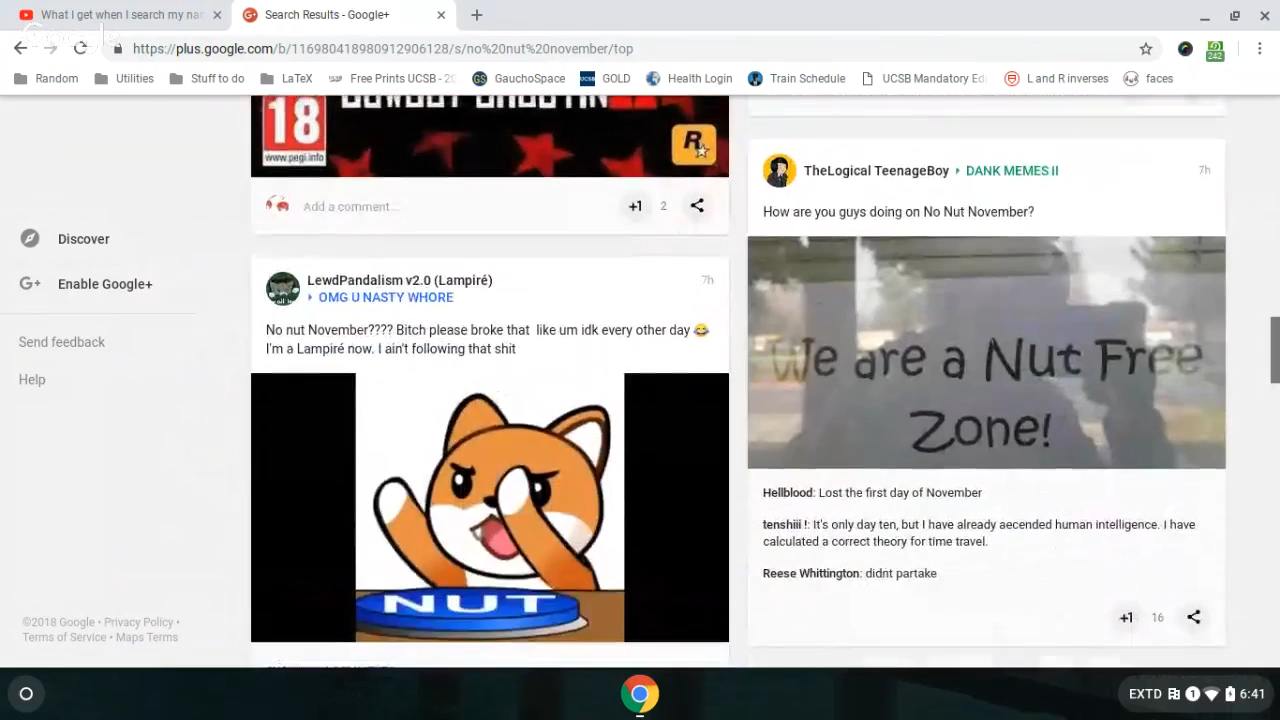 What I get when I search my nar
Search Results - Google+
https://plus.google.com/b/116980418980912906128/s/no%20nut%20november/top
242
Random
Utilities
Stuff to do
LaTeX
Free Prints UCSB - 20
GauchoSpace
GOLD
Health Login
Train Schedule
UCSB Mandatory Ed
L and R inverses
faces
Discover
Enable Google+
Send feedback
Help
©2018 Google • Privacy Policy •
Terms of Service • Maps Terms
18
www.pegi.info
R
Add a comment...
+1
2
LewdPandalism v2.0 (Lampiré)
7h
OMG U NASTY WHORE
No nut November???? Bitch please broke that like um idk every other day 😂
I'm a Lampiré now. I ain't following that shit
NUT
TheLogical TeenageBoy
DANK MEMES II
7h
How are you guys doing on No Nut November?
We are a Nut Free
Zone!
Hellblood: Lost the first day of November
tenshiii !: It's only day ten, but I have already aecended human intelligence. I have
calculated a correct theory for time travel.
Reese Whittington: didnt partake
+1
16
EXTD
1
6:41